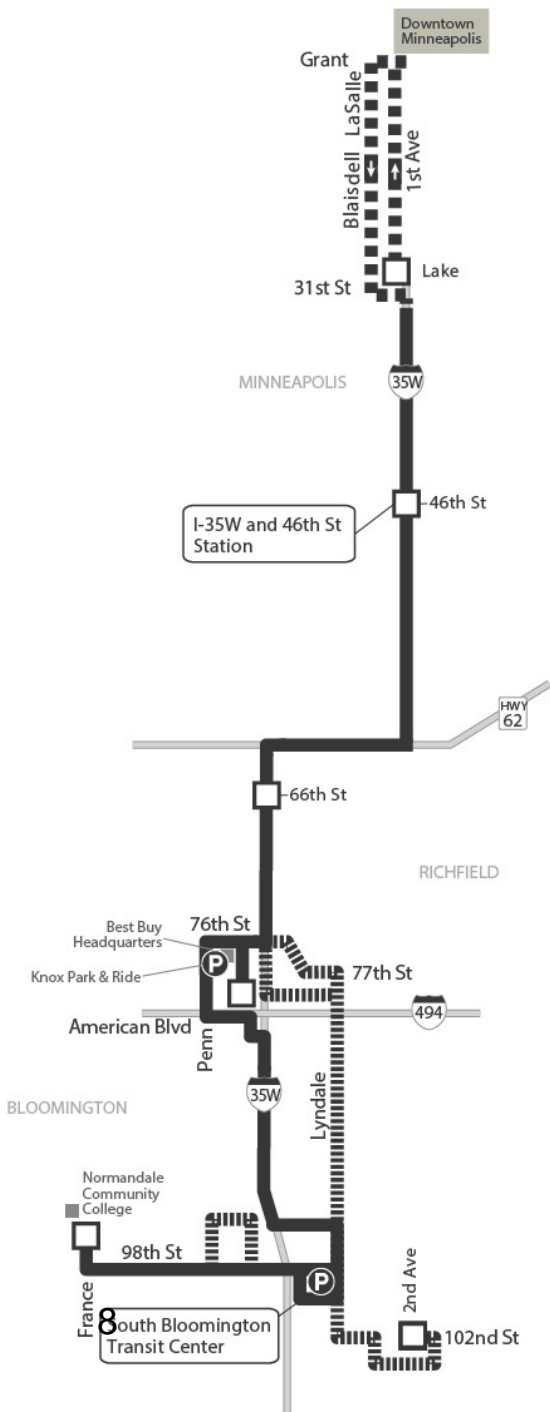 Downtown
Minneapolis
Grant
LaSalle
Blaisdell
1st Ave
Lake
31st St
MINNEAPOLIS
35W
46th St
I-35W and 46th St
Station
HWY
62
66th St
RICHFIELD
76th St
Best Buy
Headquarters
P
77th St
Knox Park & Ride
494
American Blvd
Penn
35W
Lyndale
BLOOMINGTON
Normandale
Community
College
98th St
2nd Ave
P
France
8outh Bloomington
Transit Center
102nd St